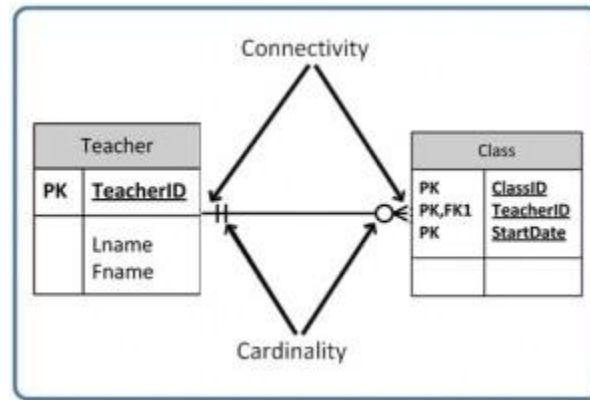 Connectivity
Teacher
PK TeacherID
Lname
Fname
Class
PK ClassID
PK,FK1 TeacherID
PK StartDate
Cardinality